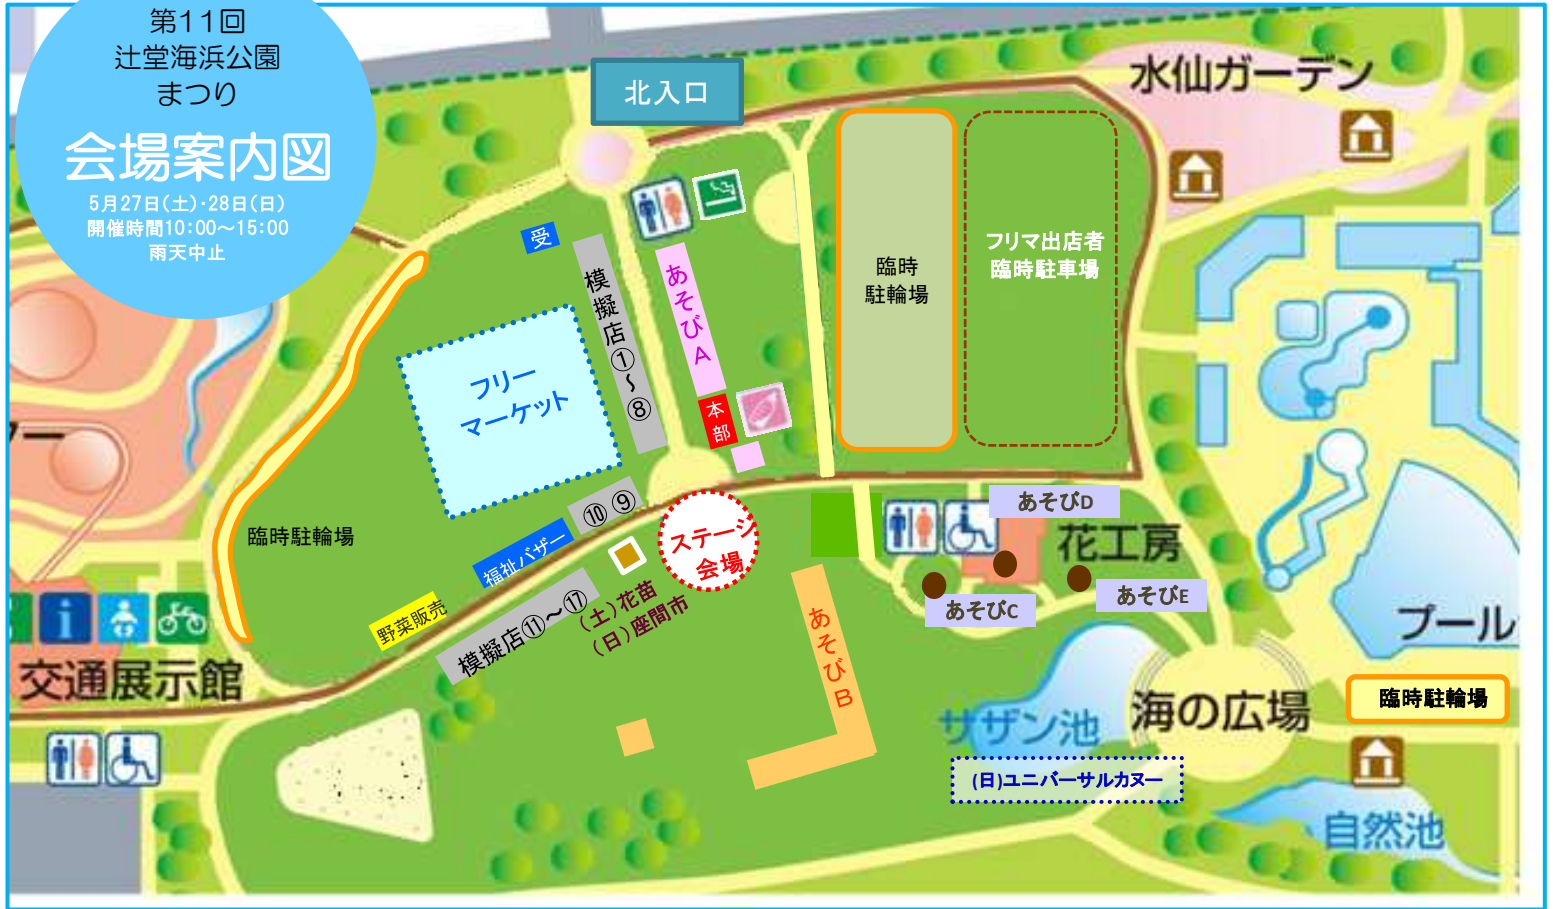 第11回
辻堂海浜公園
まつり
会場案内図
5月27日(土)・28日(日)
開催時間10:00～15:00
雨天中止
北入口
水仙ガーデン
受
模擬店①～⑧
あそびA
臨時
駐輪場
フリマ出店者
臨時駐車場
フリー
マーケット
本部
ー
臨時駐輪場
⑩⑨
福祉バザー
ステージ
会場
あそびD
花工房
あそびC
あそびE
野菜販売
模擬店⑪～⑰
(土)花苗
(日)座間市
あそびB
プール
交通展示館
サザン池
海の広場
臨時駐輪場
(日)ユニバーサルカヌー
自然池